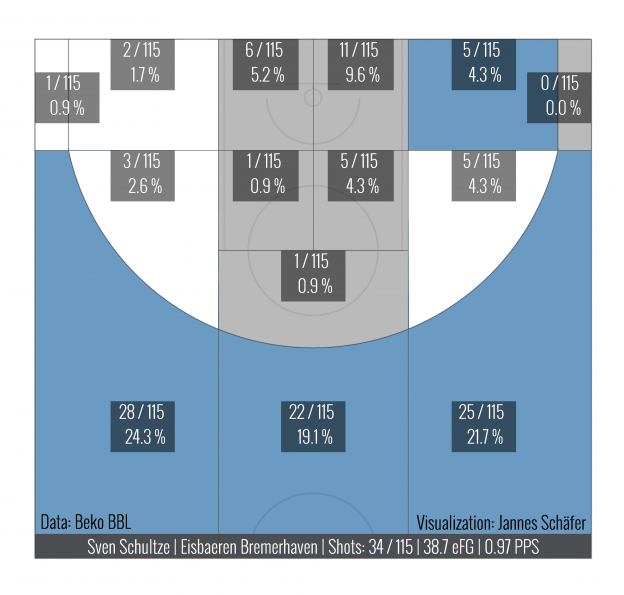 2 / 115
1.7 %
6 / 115
5.2 %
11 / 115
9.6 %
5 / 115
4.3 %
1 / 115
0.9 %
0 / 115
0.0 %
3 / 115
2.6 %
1 / 115
0.9 %
5 / 115
4.3 %
5 / 115
4.3 %
1 / 115
0.9 %
28 / 115
24.3 %
22 / 115
19.1 %
25 / 115
21.7 %
Data: Beko BBL
Visualization: Jannes Schäfer
Sven Schultze | Eisbaeren Bremerhaven | Shots: 34 / 115 | 38.7 eFG | 0.97 PPS